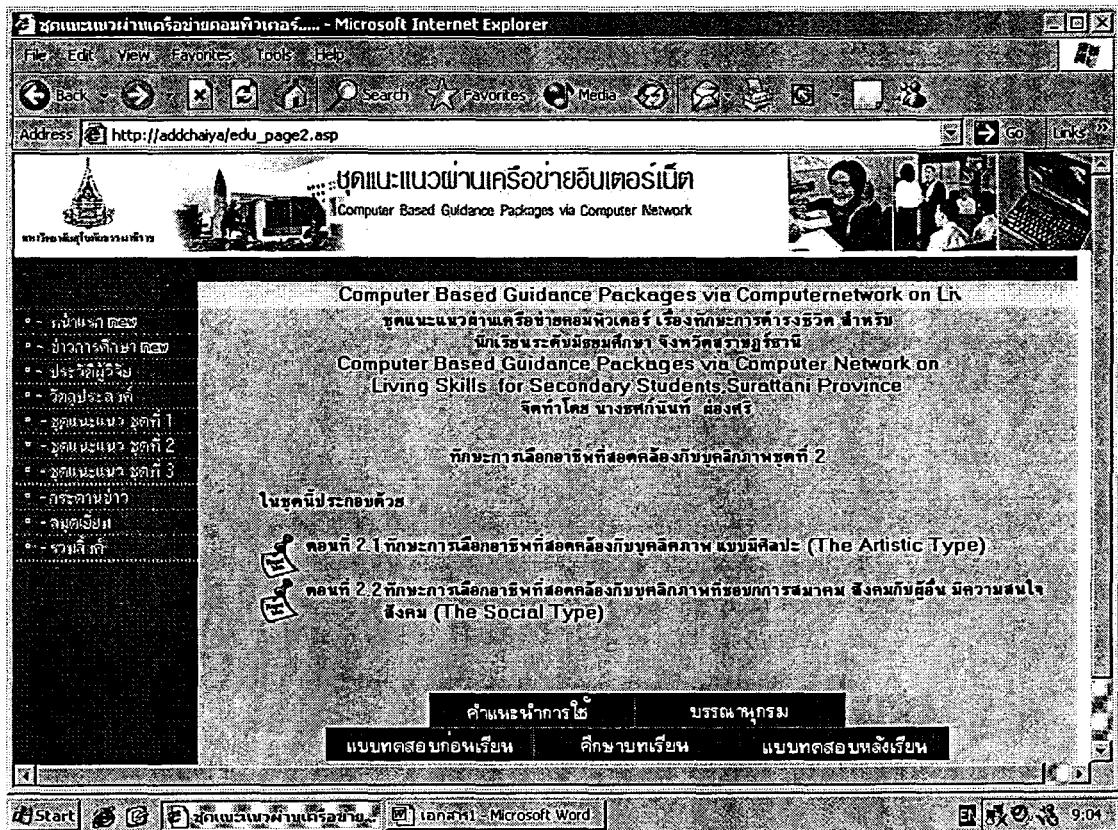 ชุดแนะแนวผ่านเครือข่ายคอมพิวเตอร์..... - Microsoft Internet Explorer
File Edit View Favorites Tools Help
Back Search Favorites Media
Address http://addchaiya/edu_page2.asp Go Links
ชุดแนะแนวผ่านเครือข่ายอินเตอร์เน็ต
Computer Based Guidance Packages via Computer Network
มหาวิทยาลัยสุโขทัยธรรมาธิราช
Computer Based Guidance Packages via Computernetwork on Liv
ชุดแนะแนวผ่านเครือข่ายคอมพิวเตอร์ เรื่องทักษะการดำรงชีวิต สำหรับ
นักเรียนระดับมัธยมศึกษา จังหวัดสุราษฎร์ธานี
Computer Based Guidance Packages via Computer Network on
Living Skills for Secondary Students,Surattani Province
จัดทำโดย ผ่องศรี
- หน้าแรก new
- ข่าวการศึกษา new
- ประวัติผู้วิจัย
- วัตถุประสงค์
- ชุดแนะแนว ชุดที่ 1
- ชุดแนะแนว ชุดที่ 2
- ชุดแนะแนว ชุดที่ 3
- กระดานข่าว
- สมุดเยี่ยม
- รวมลิ้งค์
ทักษะการเลือกอาชีพที่สอดคล้องกับบุคลิกภาพชุดที่ 2
ในชุดนี้ประกอบด้วย
ตอนที่ 2.1 ทักษะการเลือกอาชีพที่สอดคล้องกับบุคลิกภาพ แบบมีศิลปะ (The Artistic Type)
ตอนที่ 2.2 ทักษะการเลือกอาชีพที่สอดคล้องกับบุคลิกภาพที่ชอบการสมาคม สังคมกับผู้อื่น มีความสนใจ
สังคม (The Social Type)
คำแนะนำการใช้ บรรณานุกรม
แบบทดสอบก่อนเรียน ศึกษาบทเรียน แบบทดสอบหลังเรียน
Start ชุดแนะแนวผ่านเครือข่าย... เอกสาร1 - Microsoft Word EN 9:04